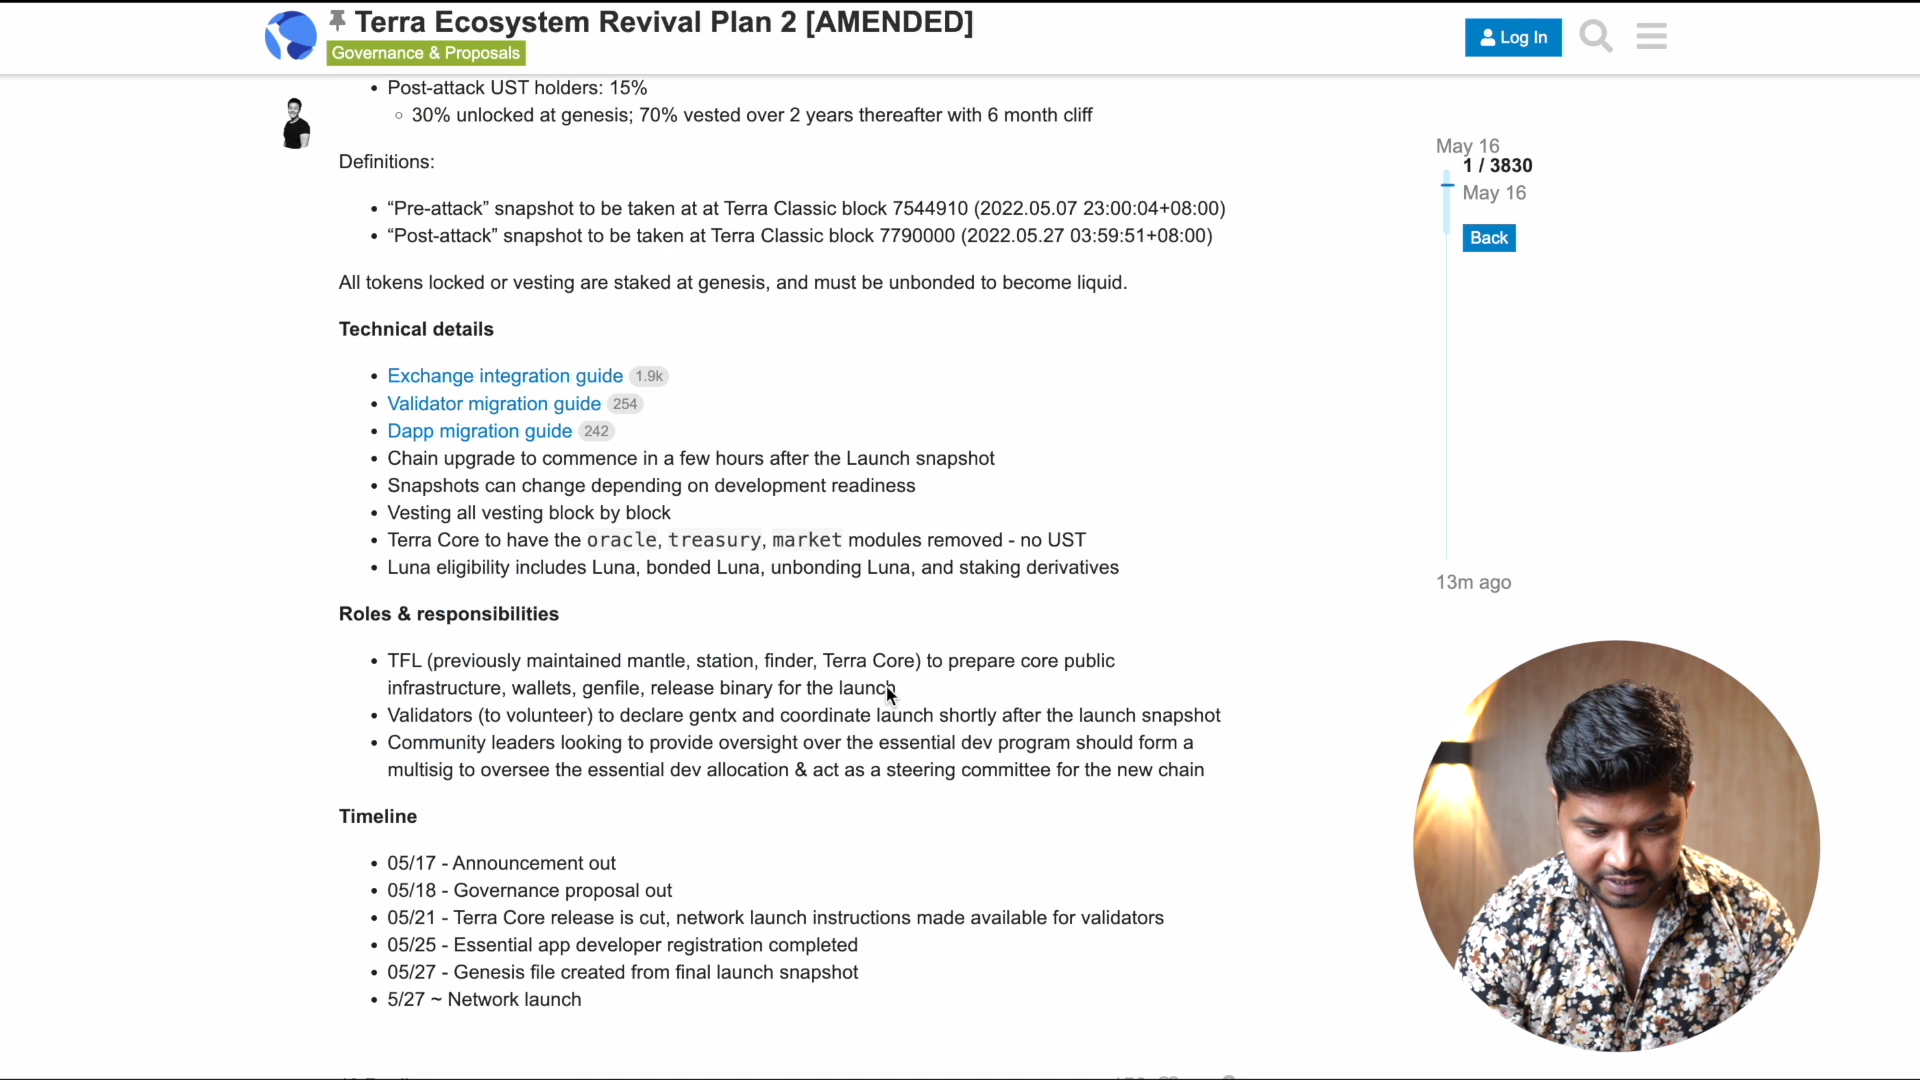 Terra Ecosystem Revival Plan 2 [AMENDED]
Governance & Proposals
Log In
• Post-attack UST holders: 15%
◦ 30% unlocked at genesis; 70% vested over 2 years thereafter with 6 month cliff
Definitions:
• “Pre-attack” snapshot to be taken at at Terra Classic block 7544910 (2022.05.07 23:00:04+08:00)
• “Post-attack” snapshot to be taken at Terra Classic block 7790000 (2022.05.27 03:59:51+08:00)
All tokens locked or vesting are staked at genesis, and must be unbonded to become liquid.
Technical details
• Exchange integration guide 1.9k
• Validator migration guide 254
• Dapp migration guide 242
• Chain upgrade to commence in a few hours after the Launch snapshot
• Snapshots can change depending on development readiness
• Vesting all vesting block by block
• Terra Core to have the oracle, treasury, market modules removed - no UST
• Luna eligibility includes Luna, bonded Luna, unbonding Luna, and staking derivatives
Roles & responsibilities
• TFL (previously maintained mantle, station, finder, Terra Core) to prepare core public
infrastructure, wallets, genfile, release binary for the launch
• Validators (to volunteer) to declare gentx and coordinate launch shortly after the launch snapshot
• Community leaders looking to provide oversight over the essential dev program should form a
multisig to oversee the essential dev allocation & act as a steering committee for the new chain
Timeline
• 05/17 - Announcement out
• 05/18 - Governance proposal out
• 05/21 - Terra Core release is cut, network launch instructions made available for validators
• 05/25 - Essential app developer registration completed
• 05/27 - Genesis file created from final launch snapshot
• 5/27 ~ Network launch
May 16
1 / 3830
May 16
Back
13m ago